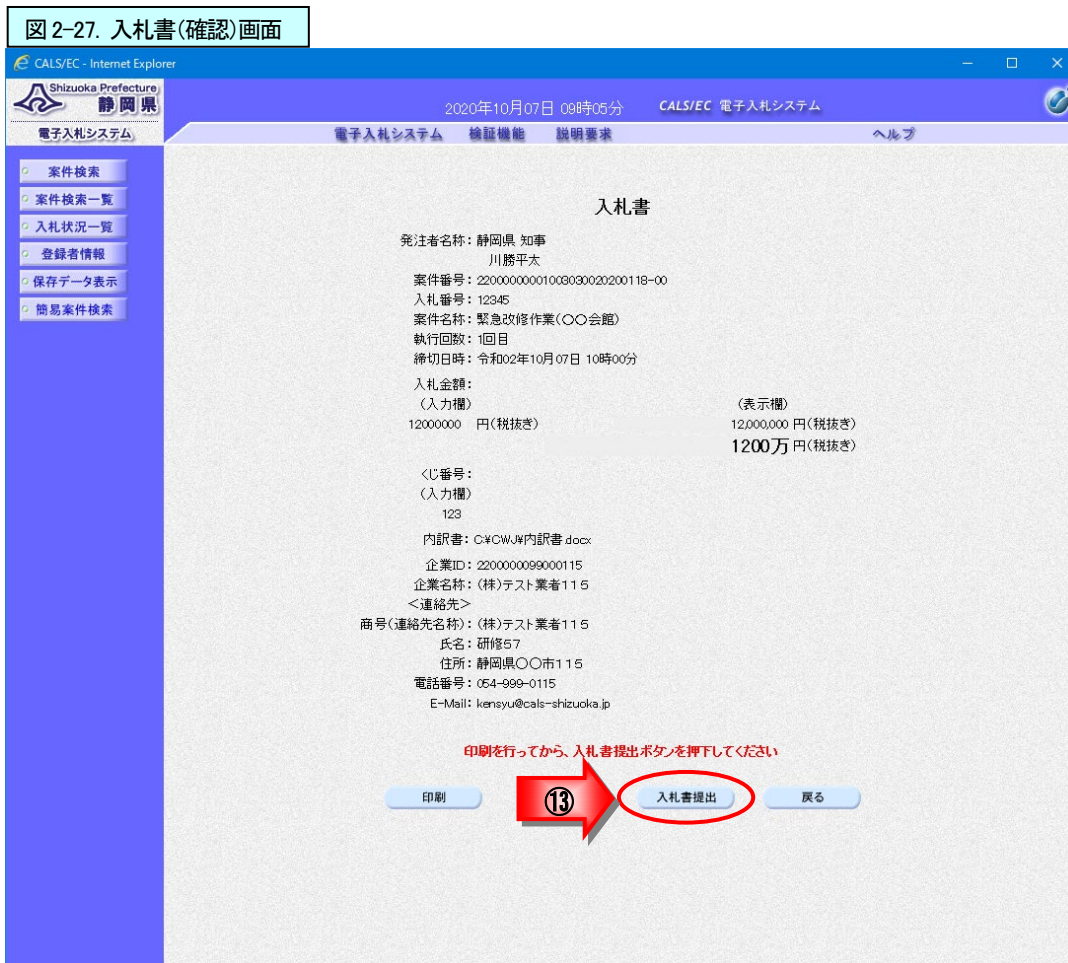 図 2-27. 入札書(確認)画面
CALS/EC - Internet Explorer
Shizuoka Prefecture
静岡県
2020年10月07日 09時05分 CALS/EC 電子入札システム
電子入札システム
電子入札システム 検証機能 説明要求 ヘルプ
案件検索
案件検索一覧
入札状況一覧
登録者情報
保存データ表示
簡易案件検索
入札書
発注者名称：静岡県 知事
川勝平太
案件番号：2200000000100303002020​0118-00
入札番号：12345
案件名称：緊急改修作業(〇〇会館)
執行回数：1回目
締切日時：令和02年10月07日 10時00分
入札金額：
(入力欄) (表示欄)
12000000 円(税抜き) 12,000,000 円(税抜き)
1200万 円(税抜き)
くじ番号：
(入力欄)
123
内訳書：C:¥CWJ¥内訳書.docx
企業ID：2200000099000115
企業名称：(株)テスト業者１１５
＜連絡先＞
商号(連絡先名称)：(株)テスト業者１１５
氏名：研修５７
住所：静岡県〇〇市１１５
電話番号：054-999-0115
E-Mail：kensyu@cals-shizuoka.jp
印刷を行ってから、入札書提出ボタンを押下してください
印刷 ⑬ 入札書提出 戻る